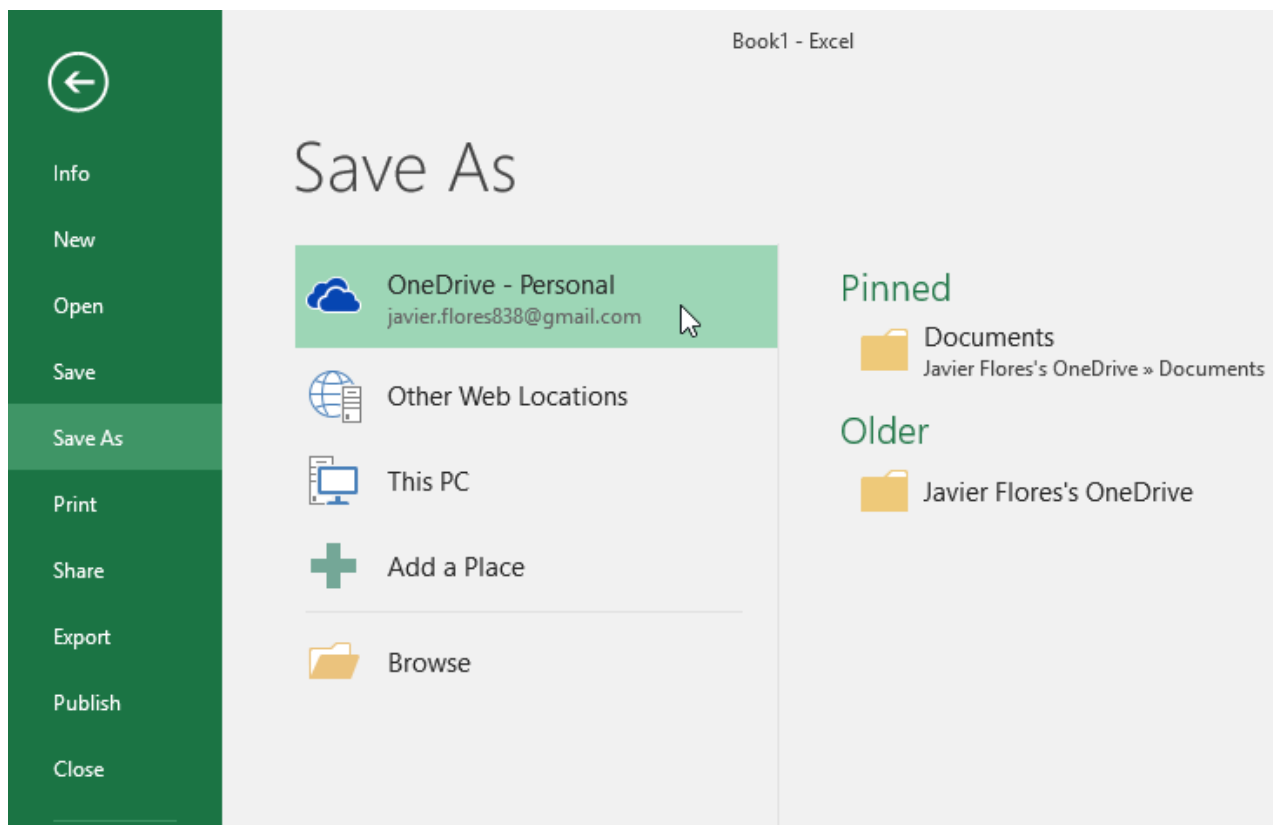 Book1 - Excel
Info
New
Open
Save
Save As
Print
Share
Export
Publish
Close
Save As
OneDrive - Personal
javier.flores838@gmail.com
Other Web Locations
This PC
Add a Place
Browse
Pinned
Documents
Javier Flores's OneDrive » Documents
Older
Javier Flores's OneDrive